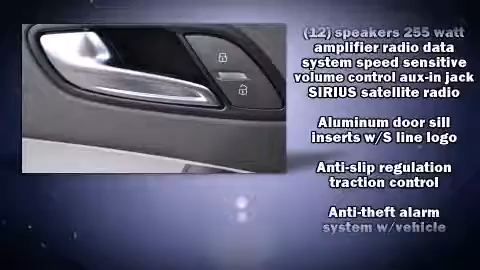 (12) speakers 255 watt
amplifier radio data
system speed sensitive
volume control aux-in jack
SIRIUS satellite radio
Aluminum door sill
inserts w/S line logo
Anti-slip regulation
traction control
Anti-theft alarm
system w/vehicle